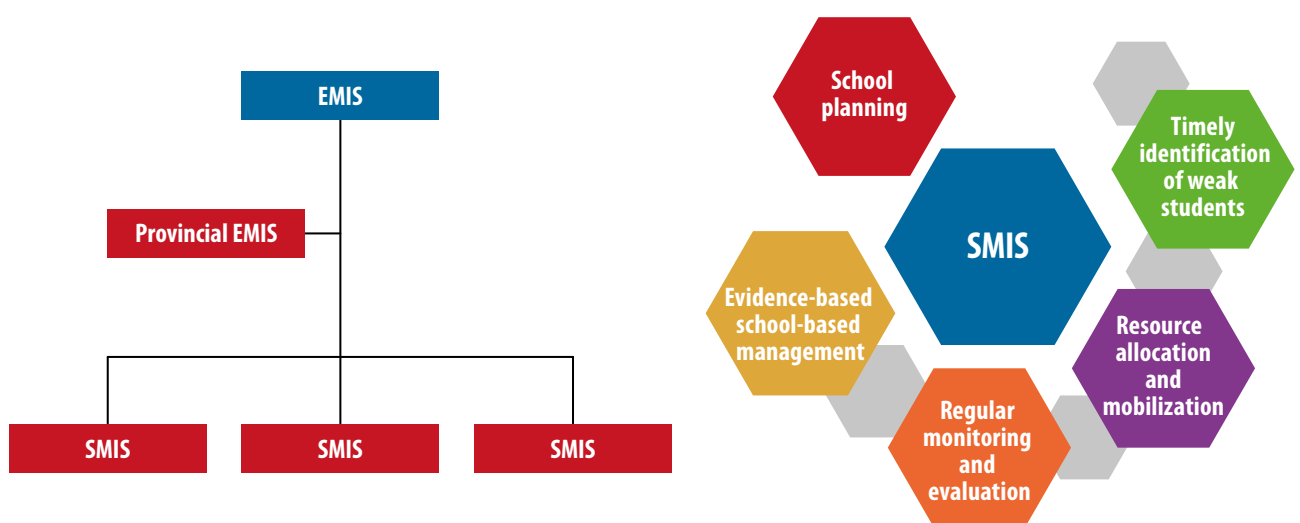 EMIS
Provincial EMIS
SMIS
SMIS
SMIS
School
planning
Timely
identification
of weak
students
SMIS
Evidence-based
school-based
management
Resource
allocation
and
mobilization
Regular
monitoring
and
evaluation